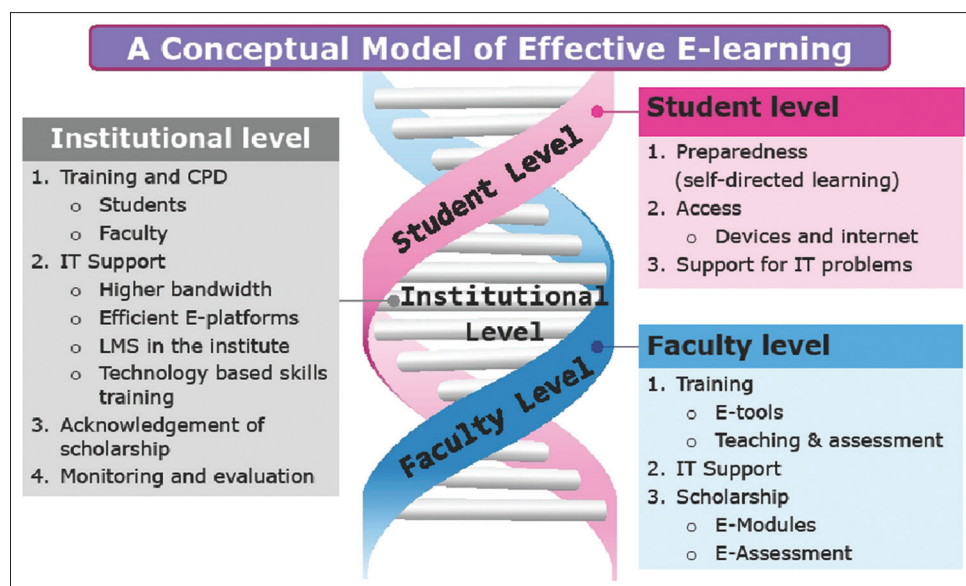 A Conceptual Model of Effective E-learning
Institutional level
1. Training and CPD
o Students
o Faculty
2. IT Support
o Higher bandwidth
o Efficient E-platforms
o LMS in the institute
o Technology based skills
training
3. Acknowledgement of
scholarship
4. Monitoring and evaluation
Student Level
Institutional
Level
Faculty Level
Student level
1. Preparedness
(self-directed learning)
2. Access
o Devices and internet
3. Support for IT problems
Faculty level
1. Training
o E-tools
o Teaching & assessment
2. IT Support
3. Scholarship
o E-Modules
o E-Assessment